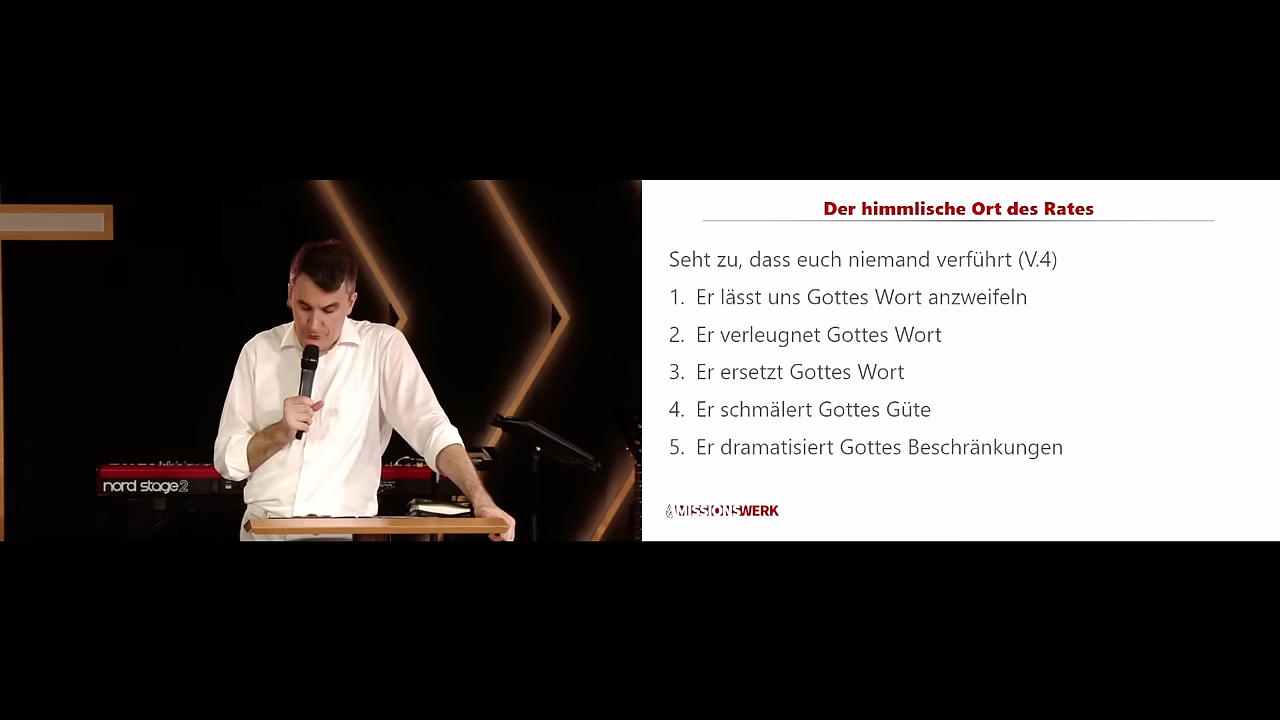 nord stage2
Der himmlische Ort des Rates
Seht zu, dass euch niemand verführt (V.4)
1. Er lässt uns Gottes Wort anzweifeln
2. Er verleugnet Gottes Wort
3. Er ersetzt Gottes Wort
4. Er schmälert Gottes Güte
5. Er dramatisiert Gottes Beschränkungen
MISSIONSWERK